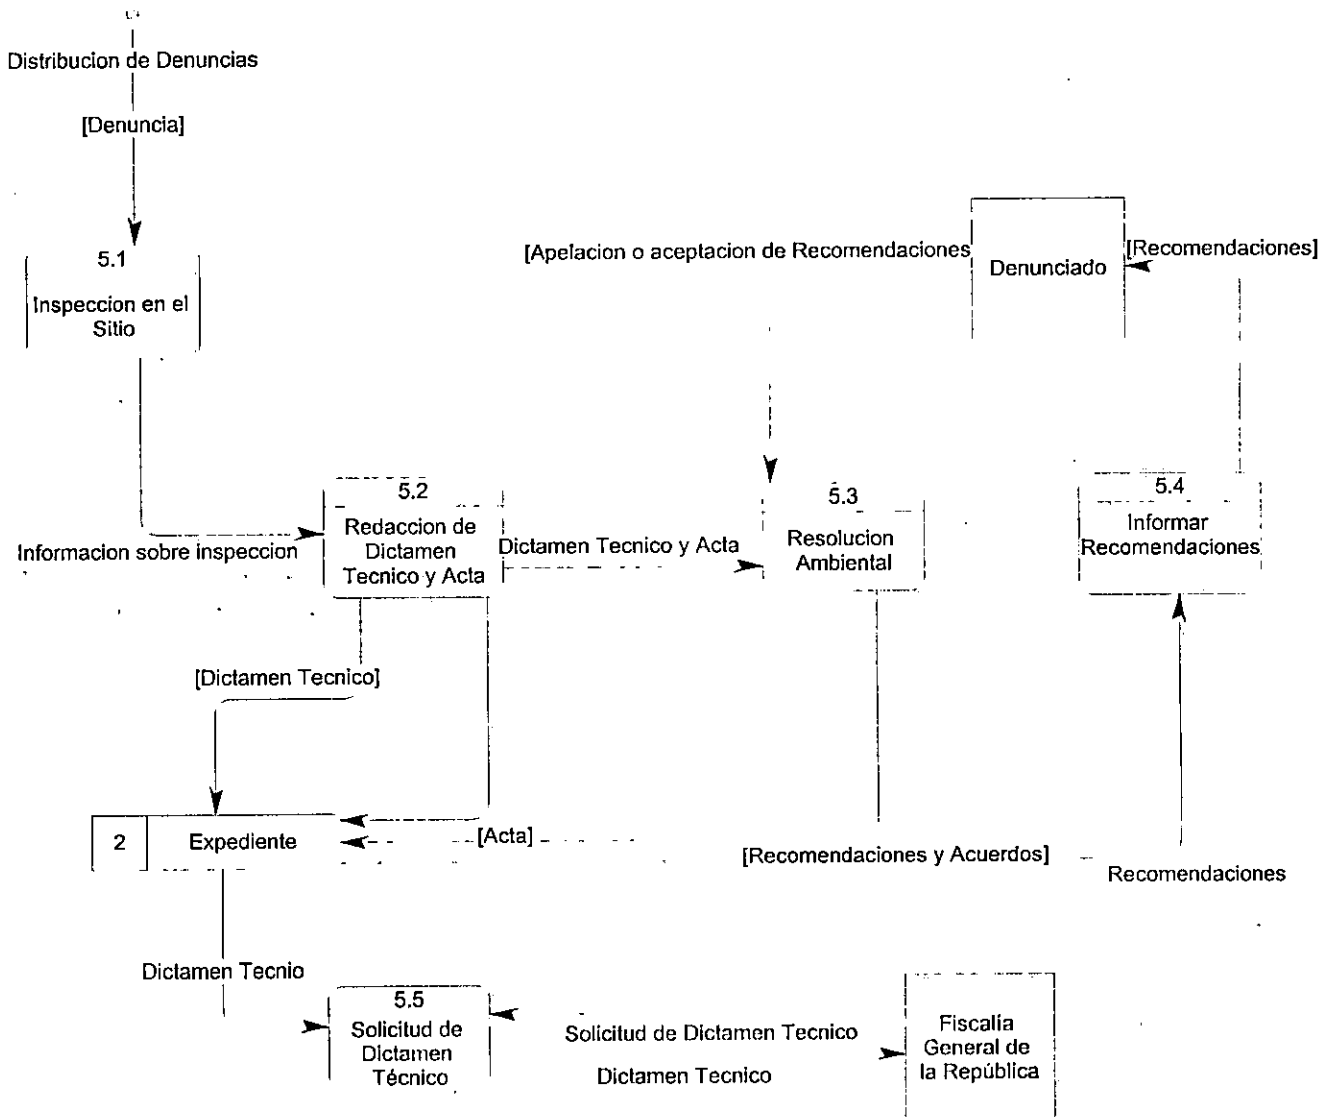 Distribucion de Denuncias
[Denuncia]
5.1
Inspeccion en el
Sitio
[Apelacion o aceptacion de Recomendaciones
Denunciado
[Recomendaciones]
Informacion sobre inspeccion
5.2
Redaccion de
Dictamen
Tecnico y Acta
Dictamen Tecnico y Acta
5.3
Resolucion
Ambiental
5.4
Informar
Recomendaciones
[Dictamen Tecnico]
2
Expediente
[Acta]
[Recomendaciones y Acuerdos]
Recomendaciones
Dictamen Tecnio
5.5
Solicitud de
Dictamen
Técnico
Solicitud de Dictamen Tecnico
Dictamen Tecnico
Fiscalía
General de
la República